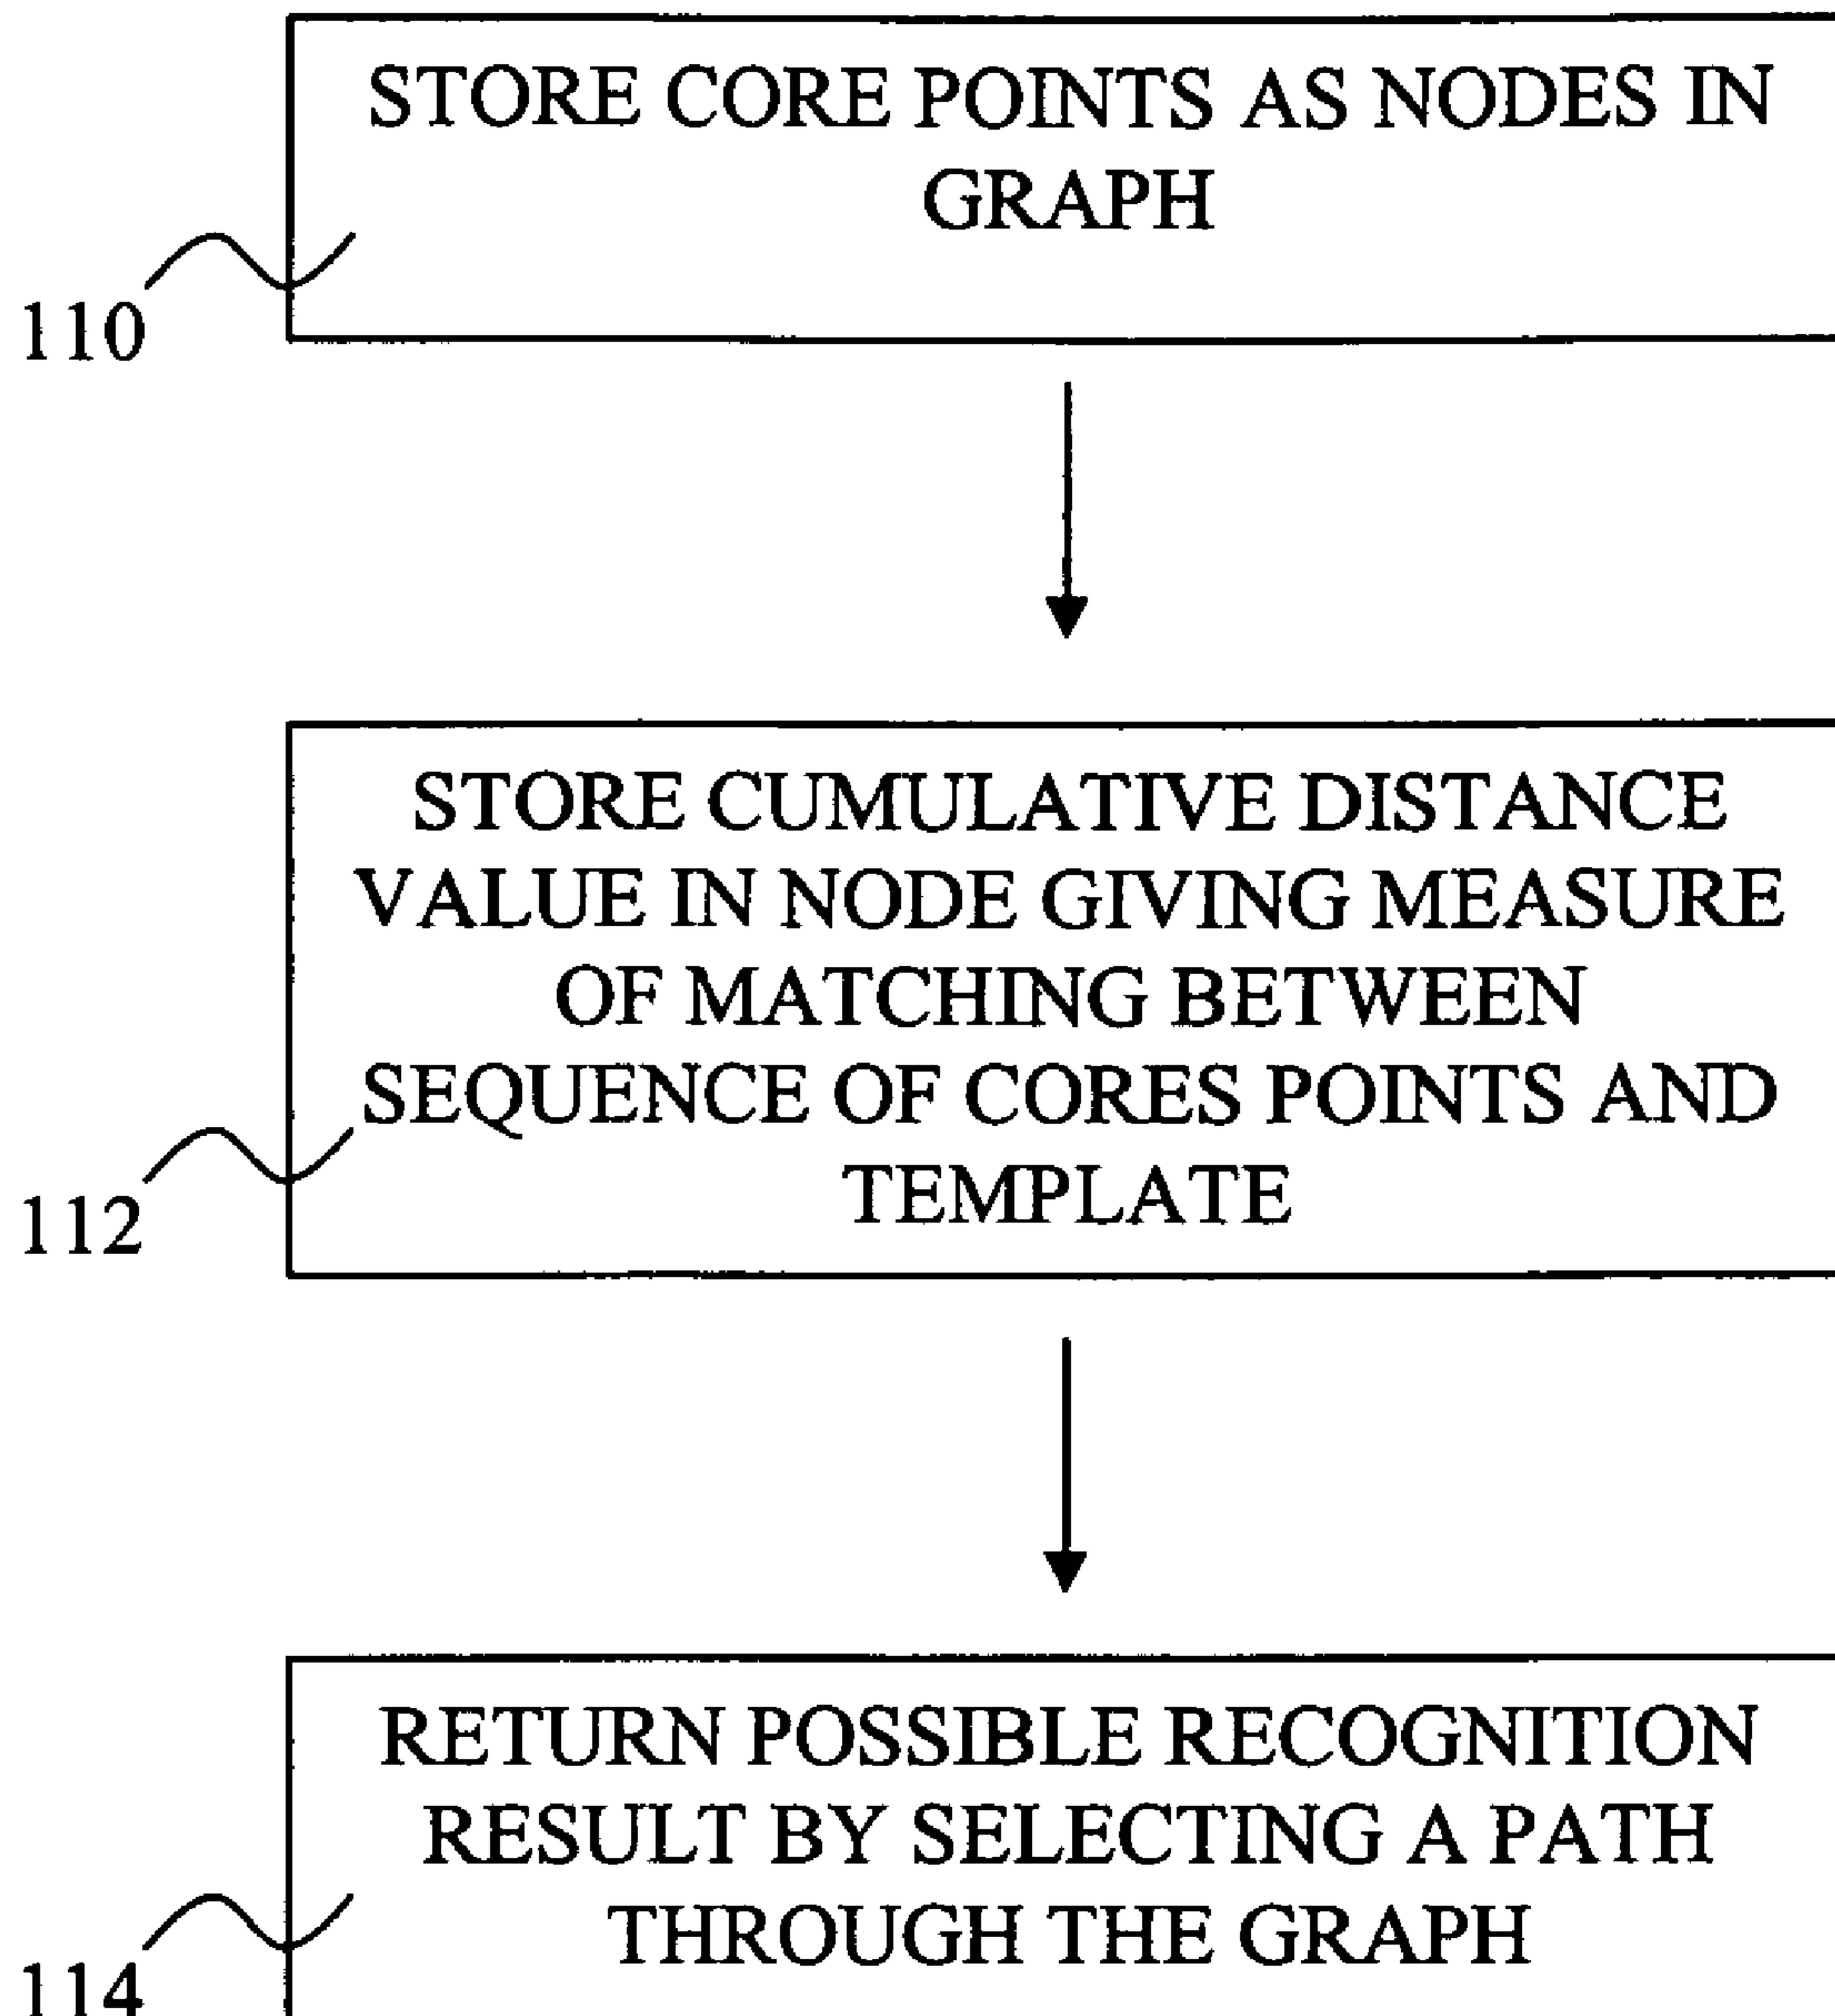 STORE CORE POINTS AS NODES IN
GRAPH
110
STORE CUMULATIVE DISTANCE
VALUE IN NODE GIVING MEASURE
OF MATCHING BETWEEN
SEQUENCE OF CORES POINTS AND
TEMPLATE
112
RETURN POSSIBLE RECOGNITION
RESULT BY SELECTING A PATH
THROUGH THE GRAPH
114